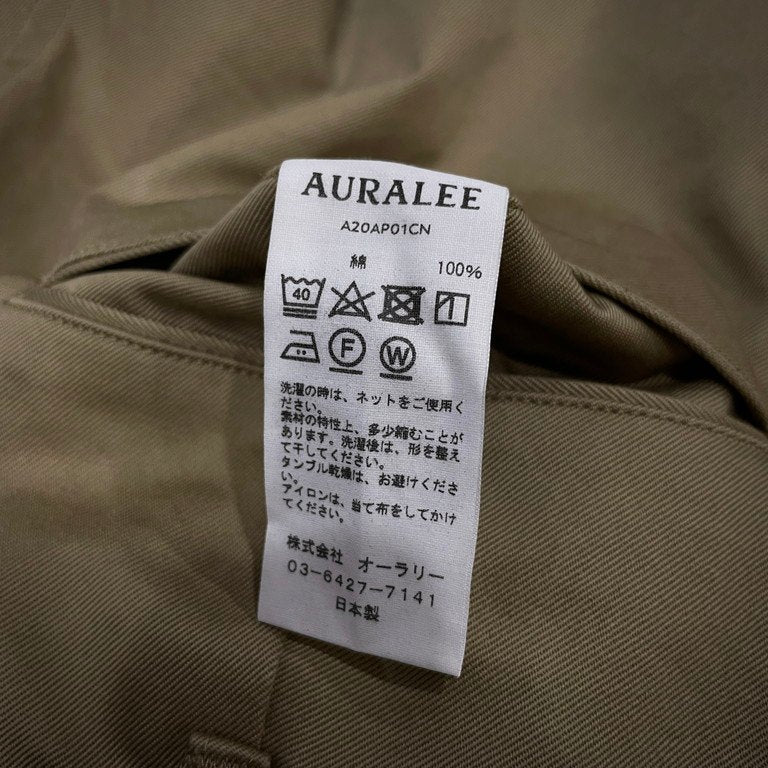 AURALEE
A20AP01CN
綿 100%
40
F W
洗濯の時は、ネットをご使用く
ださい。
素材の特性上、多少縮むことが
あります。洗濯後は、形を整え
て干してください。
タンブル乾燥は、お避けくださ
い。
アイロンは、当て布をしてかけ
てください。
株式会社 オーラリー
03-6427-7141
日本製